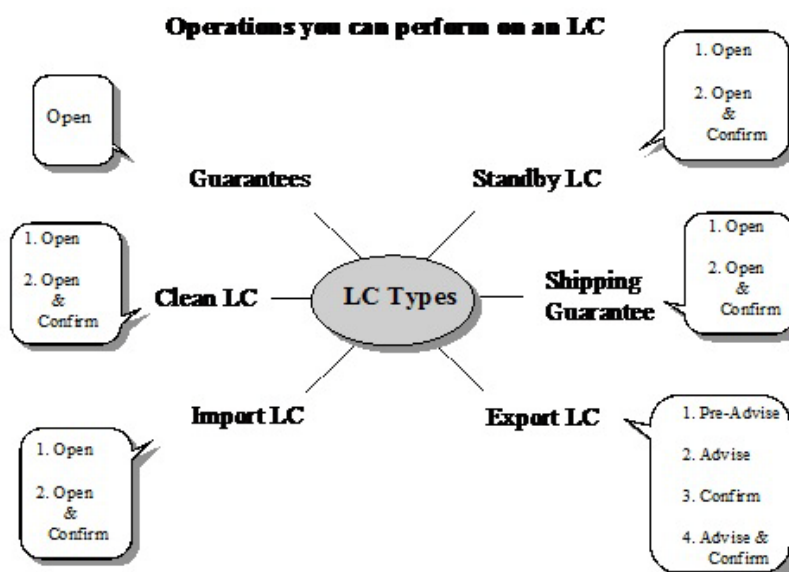 Operations you can perform on an LC
Open
Guarantees
1. Open
2. Open
&
Confirm
Standby LC
1. Open
2. Open
&
Confirm
Clean LC
LC Types
Shipping
Guarantee
1. Open
2. Open
&
Confirm
1. Open
2. Open
&
Confirm
Import LC
Export LC
1. Pre-Advise
2. Advise
3. Confirm
4. Advise &
Confirm